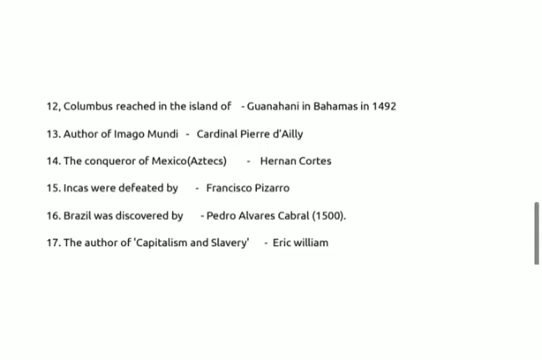 12, Columbus reached in the island of - Guanahani in Bahamas in 1492
13. Author of Imago Mundi - Cardinal Pierre d'Ailly
14. The conqueror of Mexico(Aztecs) - Hernan Cortes
15. Incas were defeated by - Francisco Pizarro
16. Brazil was discovered by - Pedro Alvares Cabral (1500).
17. The author of 'Capitalism and Slavery' - Eric william